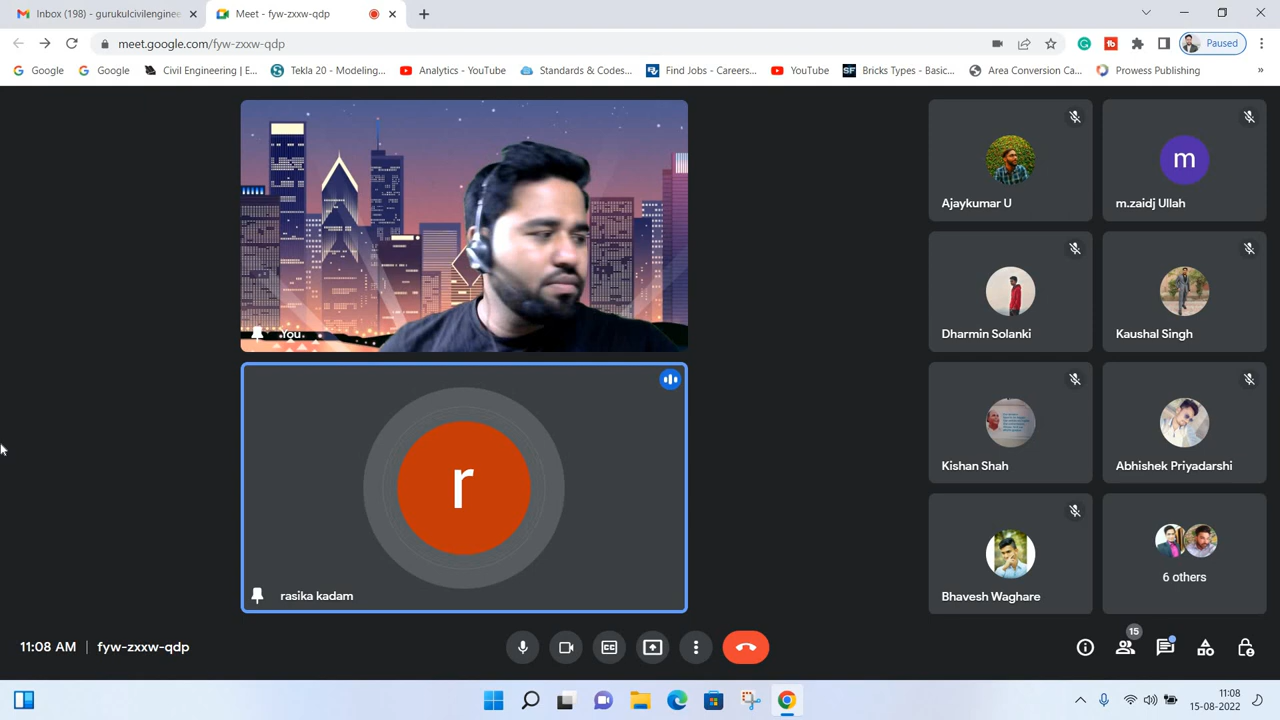 Inbox (198) - gurukulcivilenginee
Meet - fyw-zxxw-qdp
meet.google.com/fyw-zxxw-qdp
Paused
Google
Google
Civil Engineering | E...
Tekla 20 - Modeling...
Analytics - YouTube
Standards & Codes...
Find Jobs - Careers...
YouTube
SF
Bricks Types - Basic...
Area Conversion Ca...
Prowess Publishing
»
You
r
rasika kadam
Ajaykumar U
m
m.zaidj Ullah
Dharmin Solanki
Kaushal Singh
Kishan Shah
Abhishek Priyadarshi
Bhavesh Waghare
6 others
11:08 AM | fyw-zxxw-qdp
CC
15
11:08
15-08-2022